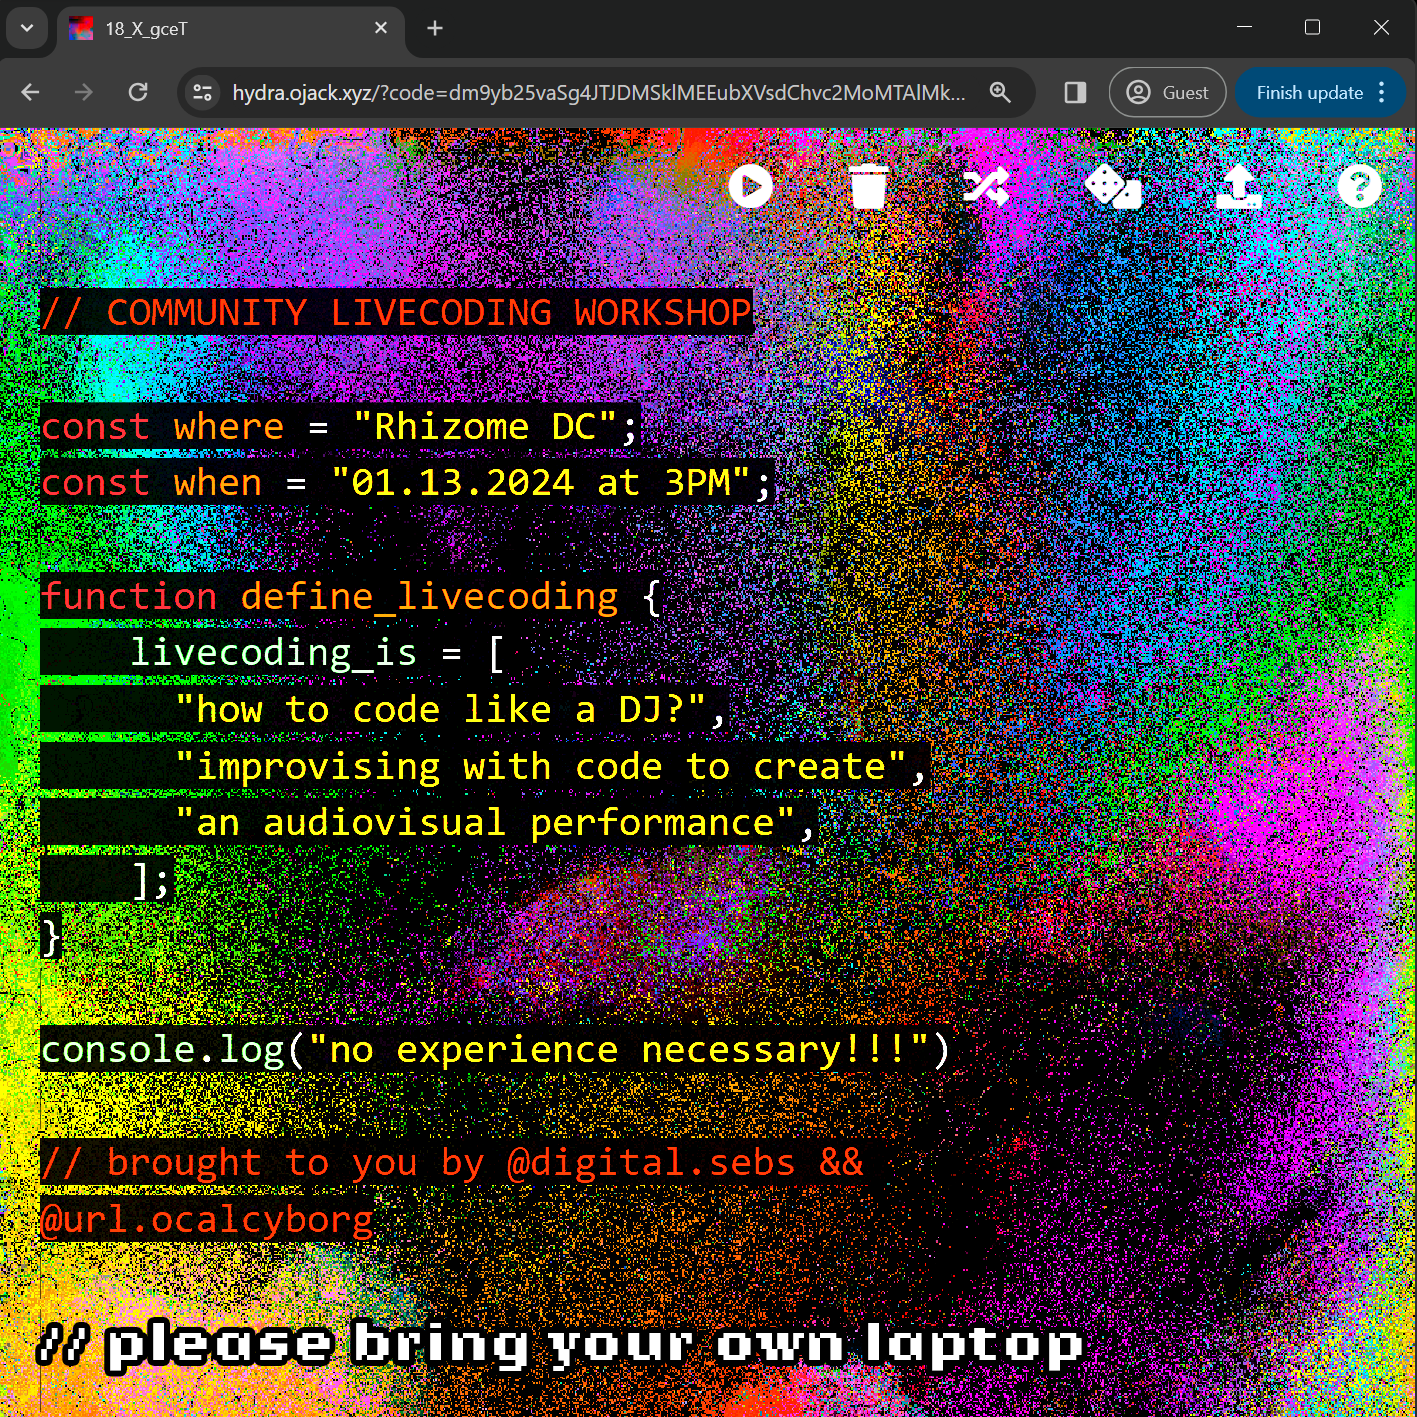 18_X_gceT
hydra.ojack.xyz/?code=dm9yb25vaSg4JTJDMSklMEEubXVsdChvc2MoMTAlMk...
Guest
Finish update
// COMMUNITY LIVECODING WORKSHOP
const where = "Rhizome DC";
const when = "01.13.2024 at 3PM";
function define_livecoding {
livecoding_is = [
"how to code like a DJ?",
"improvising with code to create",
"an audiovisual performance",
];
}
console.log("no experience necessary!!!")
// brought to you by @digital.sebs &&
@url.ocalcyborg
// please bring your own laptop